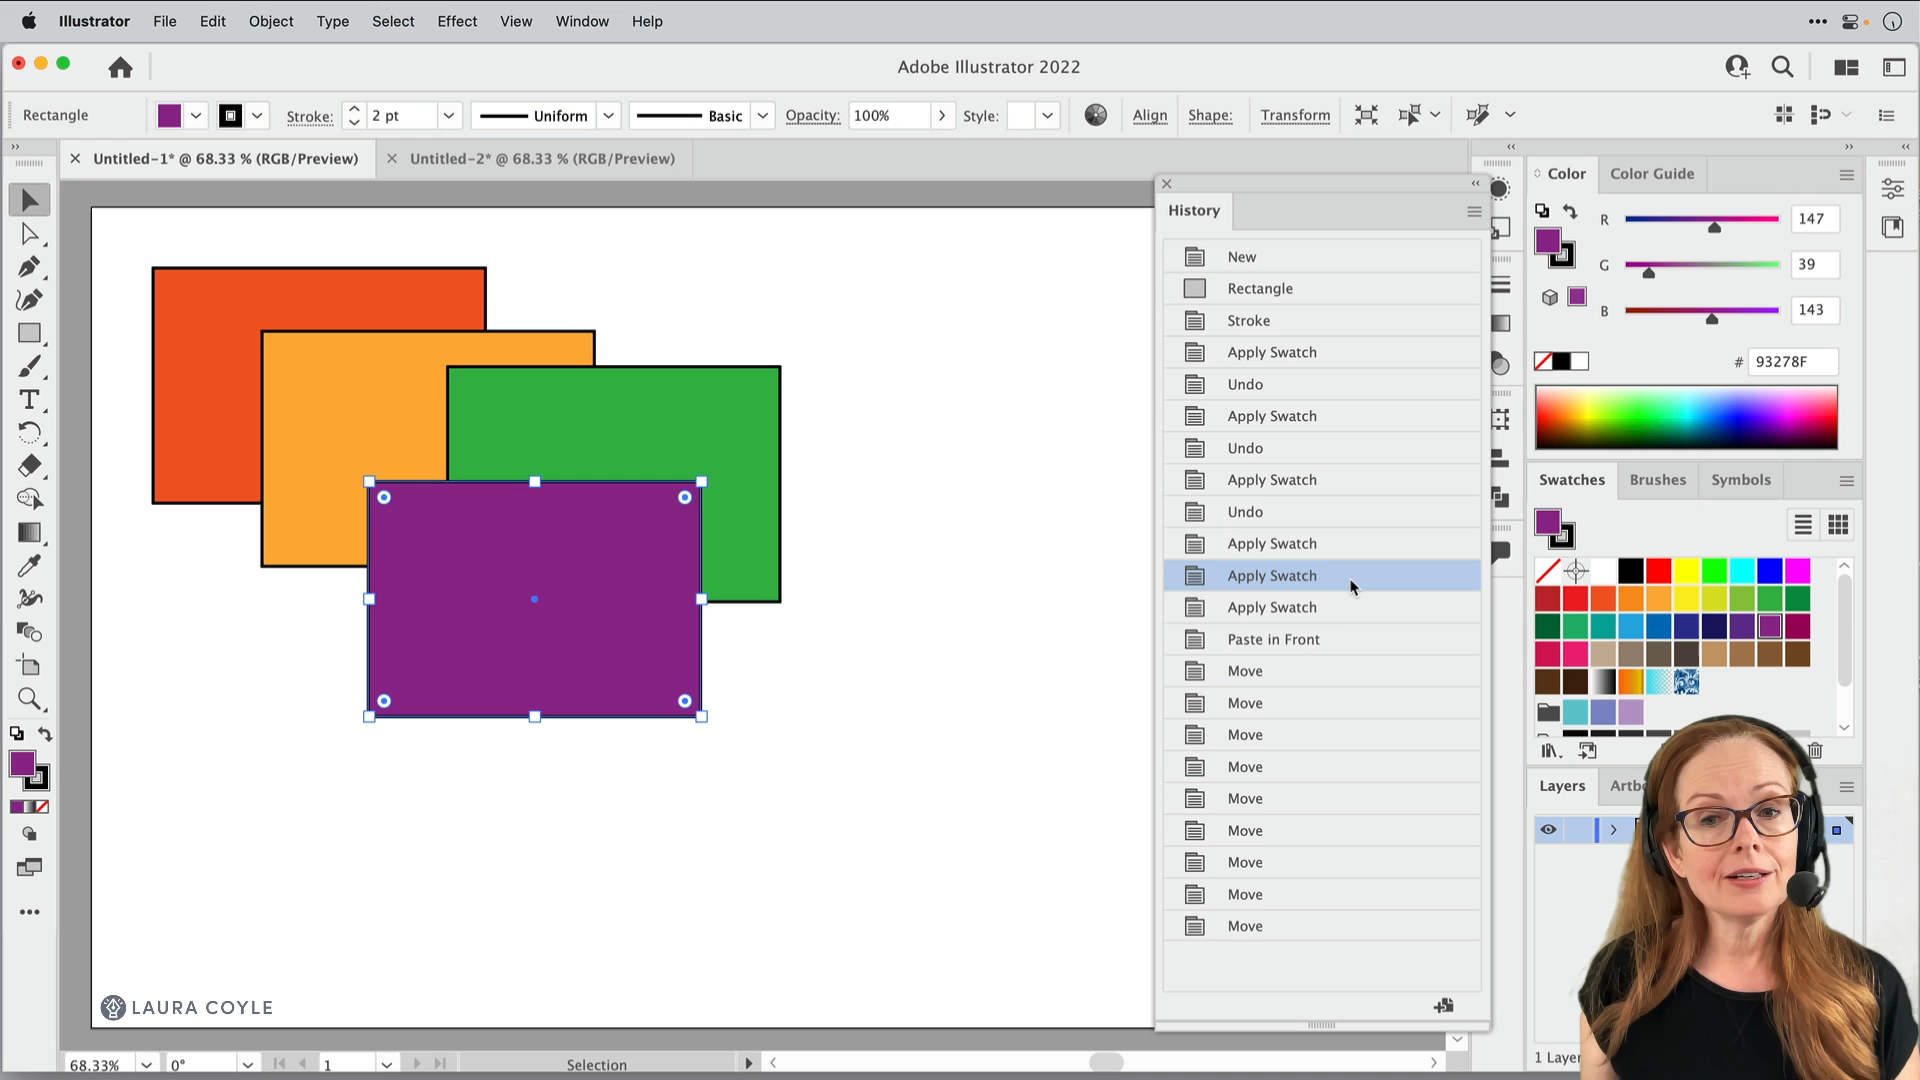 Illustrator File Edit Object Type Select Effect View Window Help
Adobe Illustrator 2022
Rectangle Stroke: 2 pt Uniform Basic Opacity: 100% Style: Align Shape: Transform
Untitled-1* @ 68.33 % (RGB/Preview) Untitled-2* @ 68.33 % (RGB/Preview)
History
New
Rectangle
Stroke
Apply Swatch
Undo
Apply Swatch
Undo
Apply Swatch
Undo
Apply Swatch
Apply Swatch
Apply Swatch
Paste in Front
Move
Move
Move
Move
Move
Move
Move
Move
Move
Color Color Guide
R 147
G 39
B 143
# 93278F
Swatches Brushes Symbols
Layers
1
LAURA COYLE
68.33% 0° 1 Selection